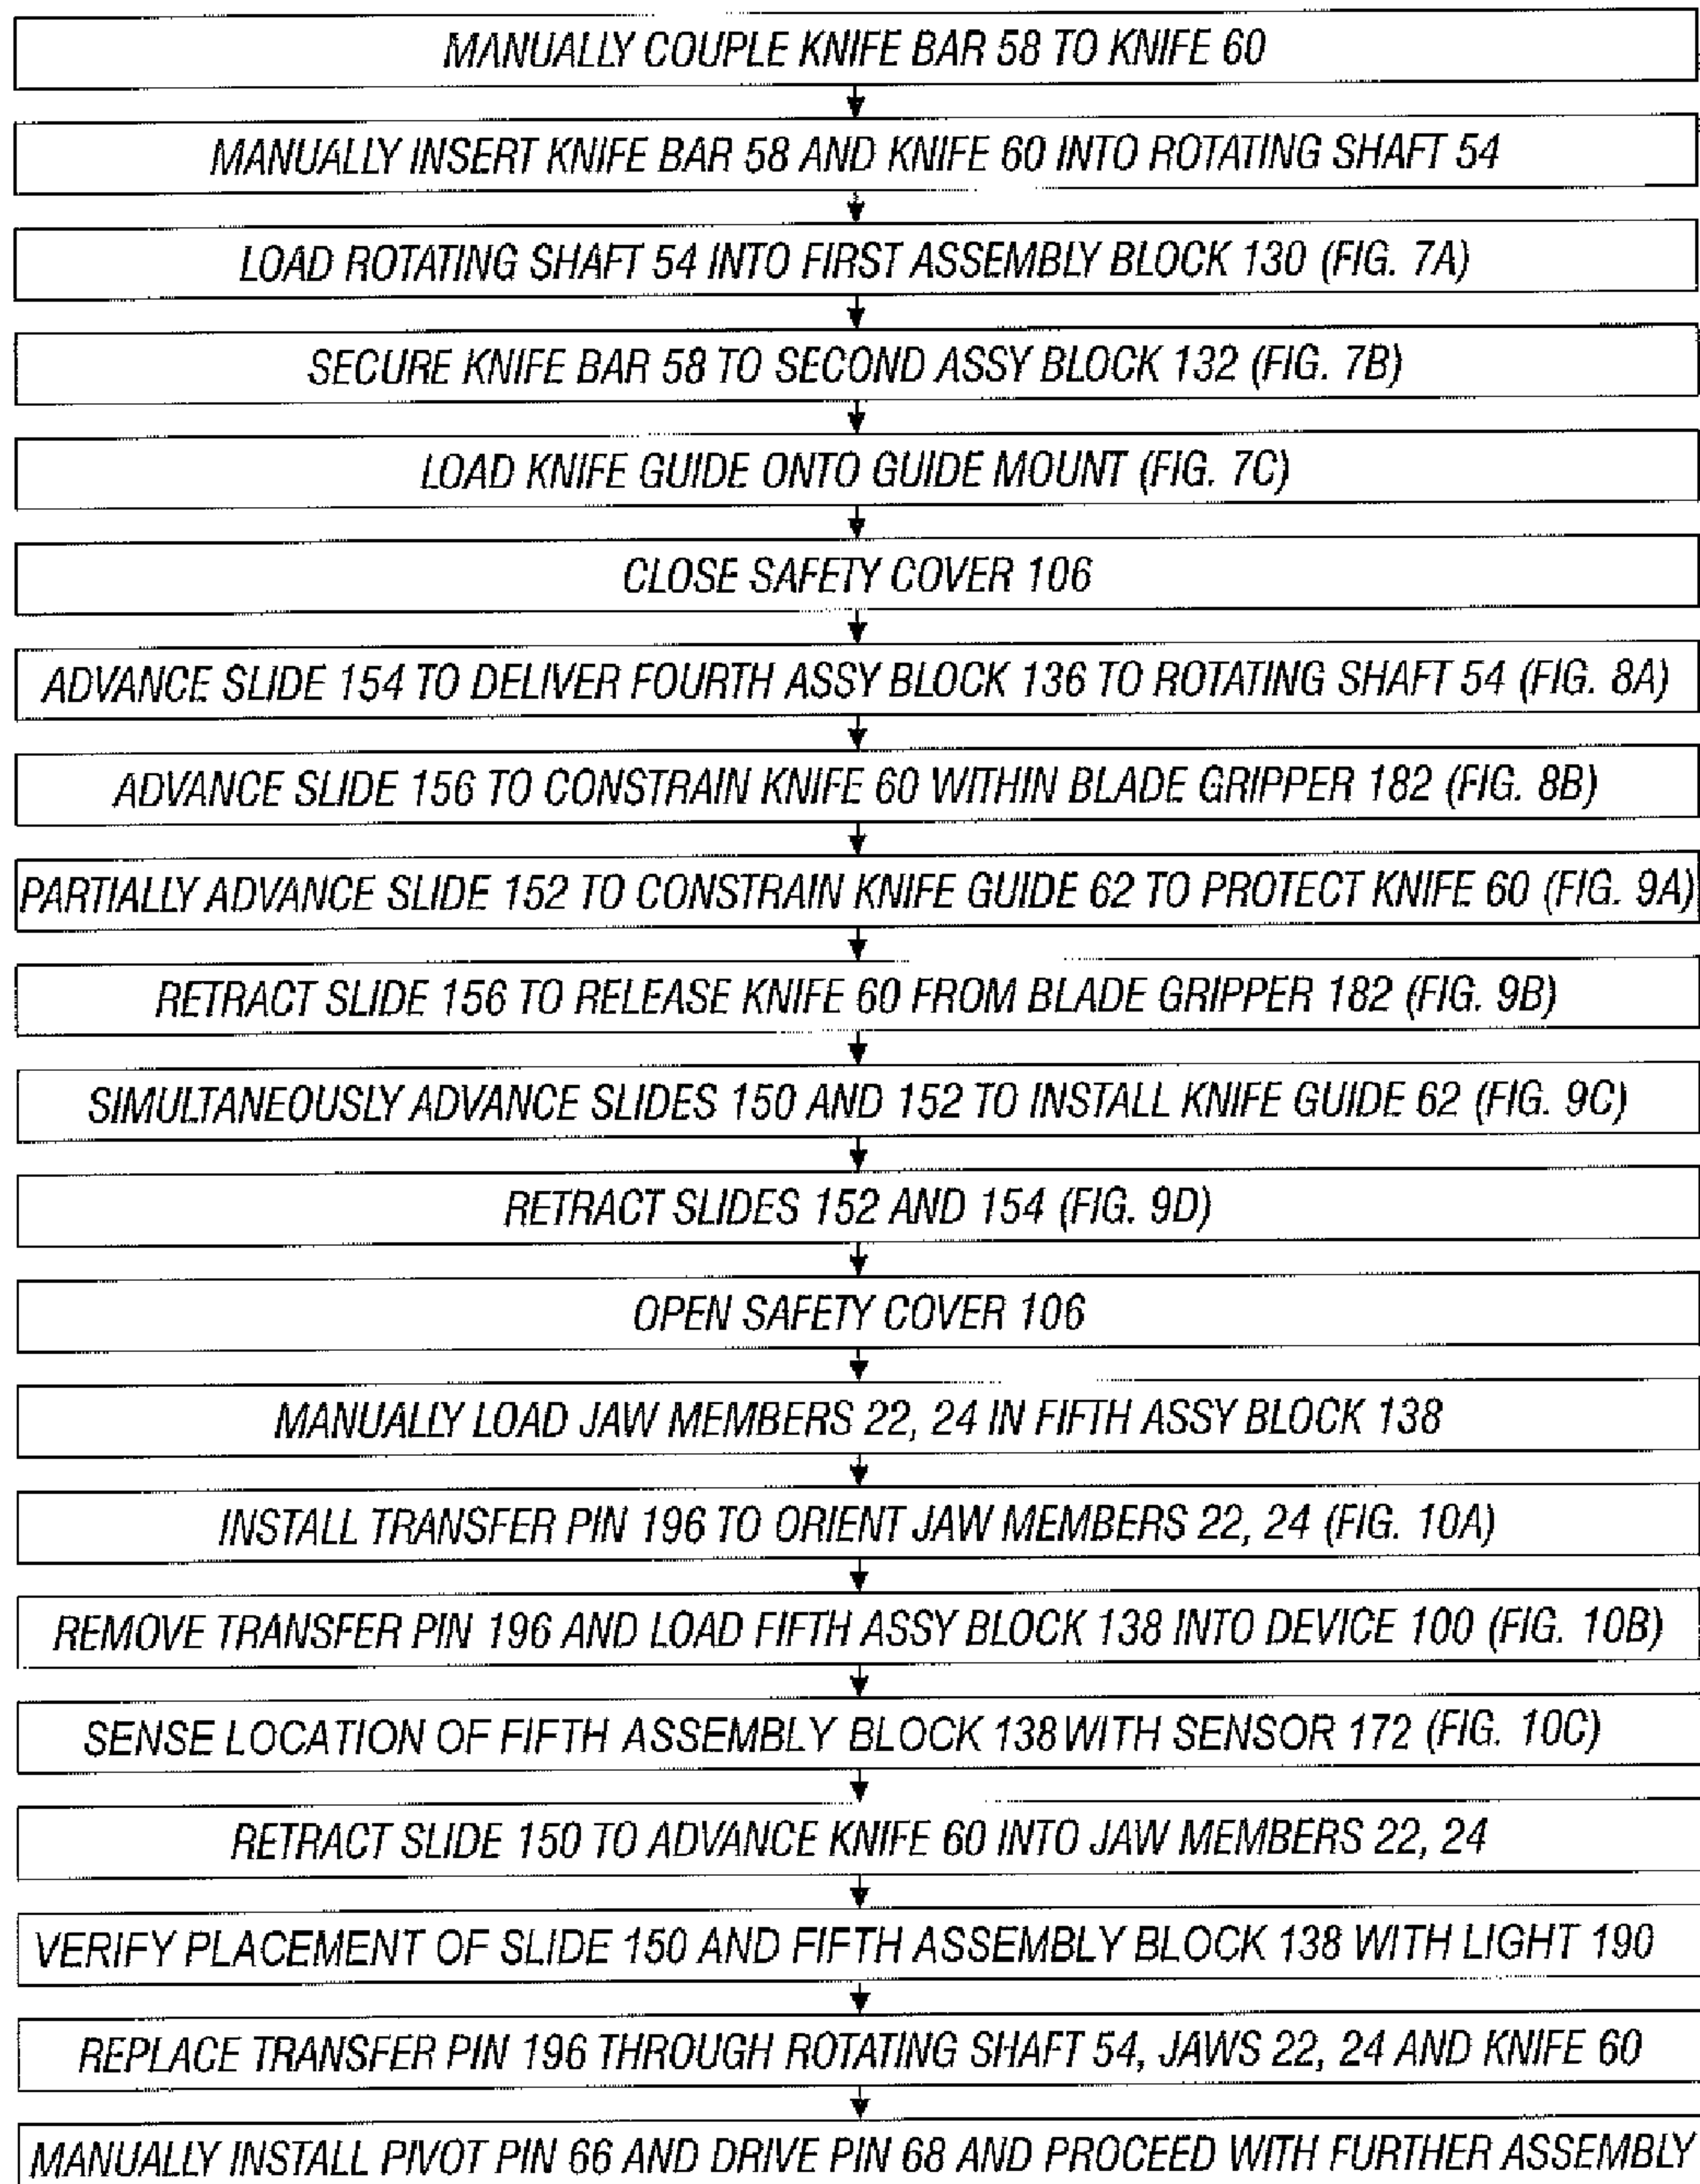 MANUALLY COUPLE KNIFE BAR 58 TO KNIFE 60
MANUALLY INSERT KNIFE BAR 58 AND KNIFE 60 INTO ROTATING SHAFT 54
LOAD ROTATING SHAFT 54 INTO FIRST ASSEMBLY BLOCK 130 (FIG. 7A)
SECURE KNIFE BAR 58 TO SECOND ASSY BLOCK 132 (FIG. 7B)
LOAD KNIFE GUIDE ONTO GUIDE MOUNT (FIG. 7C)
CLOSE SAFETY COVER 106
ADVANCE SLIDE 154 TO DELIVER FOURTH ASSY BLOCK 136 TO ROTATING SHAFT 54 (FIG. 8A)
ADVANCE SLIDE 156 TO CONSTRAIN KNIFE 60 WITHIN BLADE GRIPPER 182 (FIG. 8B)
PARTIALLY ADVANCE SLIDE 152 TO CONSTRAIN KNIFE GUIDE 62 TO PROTECT KNIFE 60 (FIG. 9A)
RETRACT SLIDE 156 TO RELEASE KNIFE 60 FROM BLADE GRIPPER 182 (FIG. 9B)
SIMULTANEOUSLY ADVANCE SLIDES 150 AND 152 TO INSTALL KNIFE GUIDE 62 (FIG. 9C)
RETRACT SLIDES 152 AND 154 (FIG. 9D)
OPEN SAFETY COVER 106
MANUALLY LOAD JAW MEMBERS 22, 24 IN FIFTH ASSY BLOCK 138
INSTALL TRANSFER PIN 196 TO ORIENT JAW MEMBERS 22, 24 (FIG. 10A)
REMOVE TRANSFER PIN 196 AND LOAD FIFTH ASSY BLOCK 138 INTO DEVICE 100 (FIG. 10B)
SENSE LOCATION OF FIFTH ASSEMBLY BLOCK 138 WITH SENSOR 172 (FIG. 10C)
RETRACT SLIDE 150 TO ADVANCE KNIFE 60 INTO JAW MEMBERS 22, 24
VERIFY PLACEMENT OF SLIDE 150 AND FIFTH ASSEMBLY BLOCK 138 WITH LIGHT 190
REPLACE TRANSFER PIN 196 THROUGH ROTATING SHAFT 54, JAWS 22, 24 AND KNIFE 60
MANUALLY INSTALL PIVOT PIN 66 AND DRIVE PIN 68 AND PROCEED WITH FURTHER ASSEMBLY